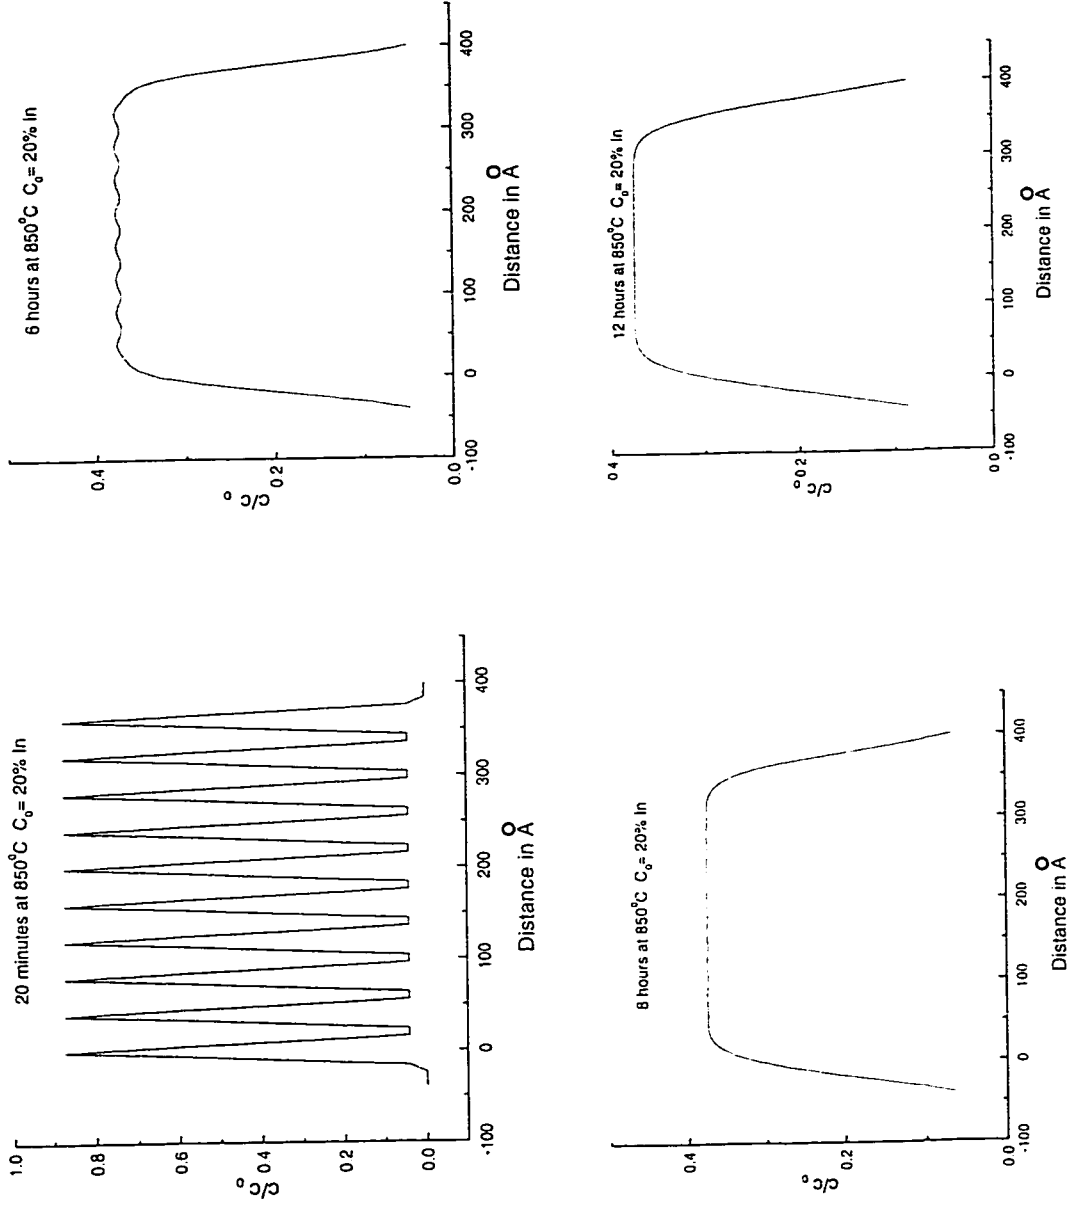 20 minutes at 850°C C₀= 20% In
1.0
0.8
0.6
0.4
0.2
0.0
c/c₀
-100 0 100 200 300 400
Distance in Å
6 hours at 850°C C₀= 20% In
0.4
0.2
0.0
c/c₀
-100 0 100 200 300 400
Distance in Å
8 hours at 850°C C₀= 20% In
0.4
0.2
0.0
c/c₀
-100 0 100 200 300 400
Distance in Å
12 hours at 850°C C₀= 20% In
0.4
0.2
0.0
c/c₀
-100 0 100 200 300 400
Distance in Å